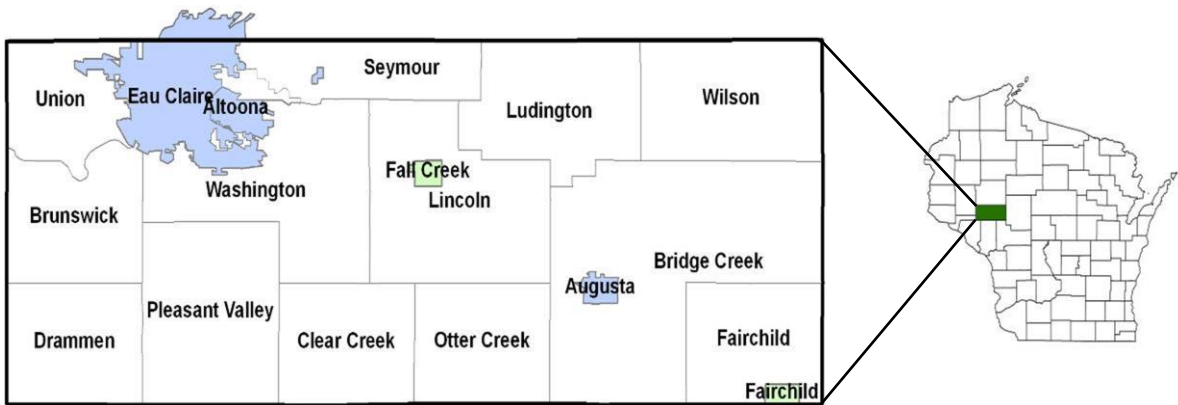 Seymour
Union
Eau Claire
Altoona
Ludington
Wilson
Fall Creek
Washington
Lincoln
Brunswick
Bridge Creek
Augusta
Pleasant Valley
Drammen
Clear Creek
Otter Creek
Fairchild
Fairchild